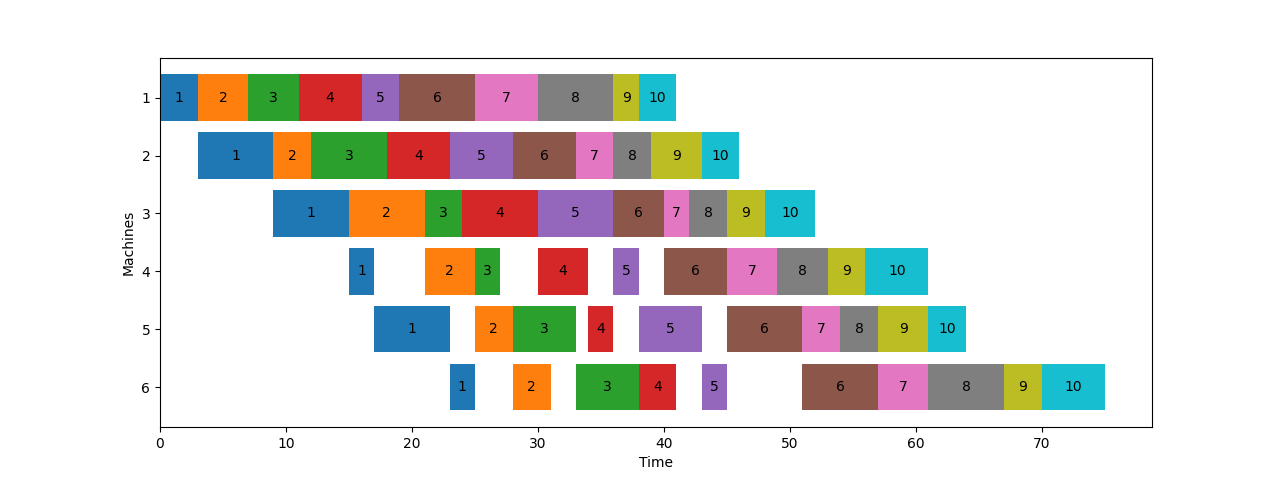 1 1 2 3 4 5 6 7 8 9 10
2 1 2 3 4 5 6 7 8 9 10
3 1 2 3 4 5 6 7 8 9 10
4 1 2 3 4 5 6 7 8 9 10
5 1 2 3 4 5 6 7 8 9 10
6 1 2 3 4 5 6 7 8 9 10
Machines
0 10 20 30 40 50 60 70
Time